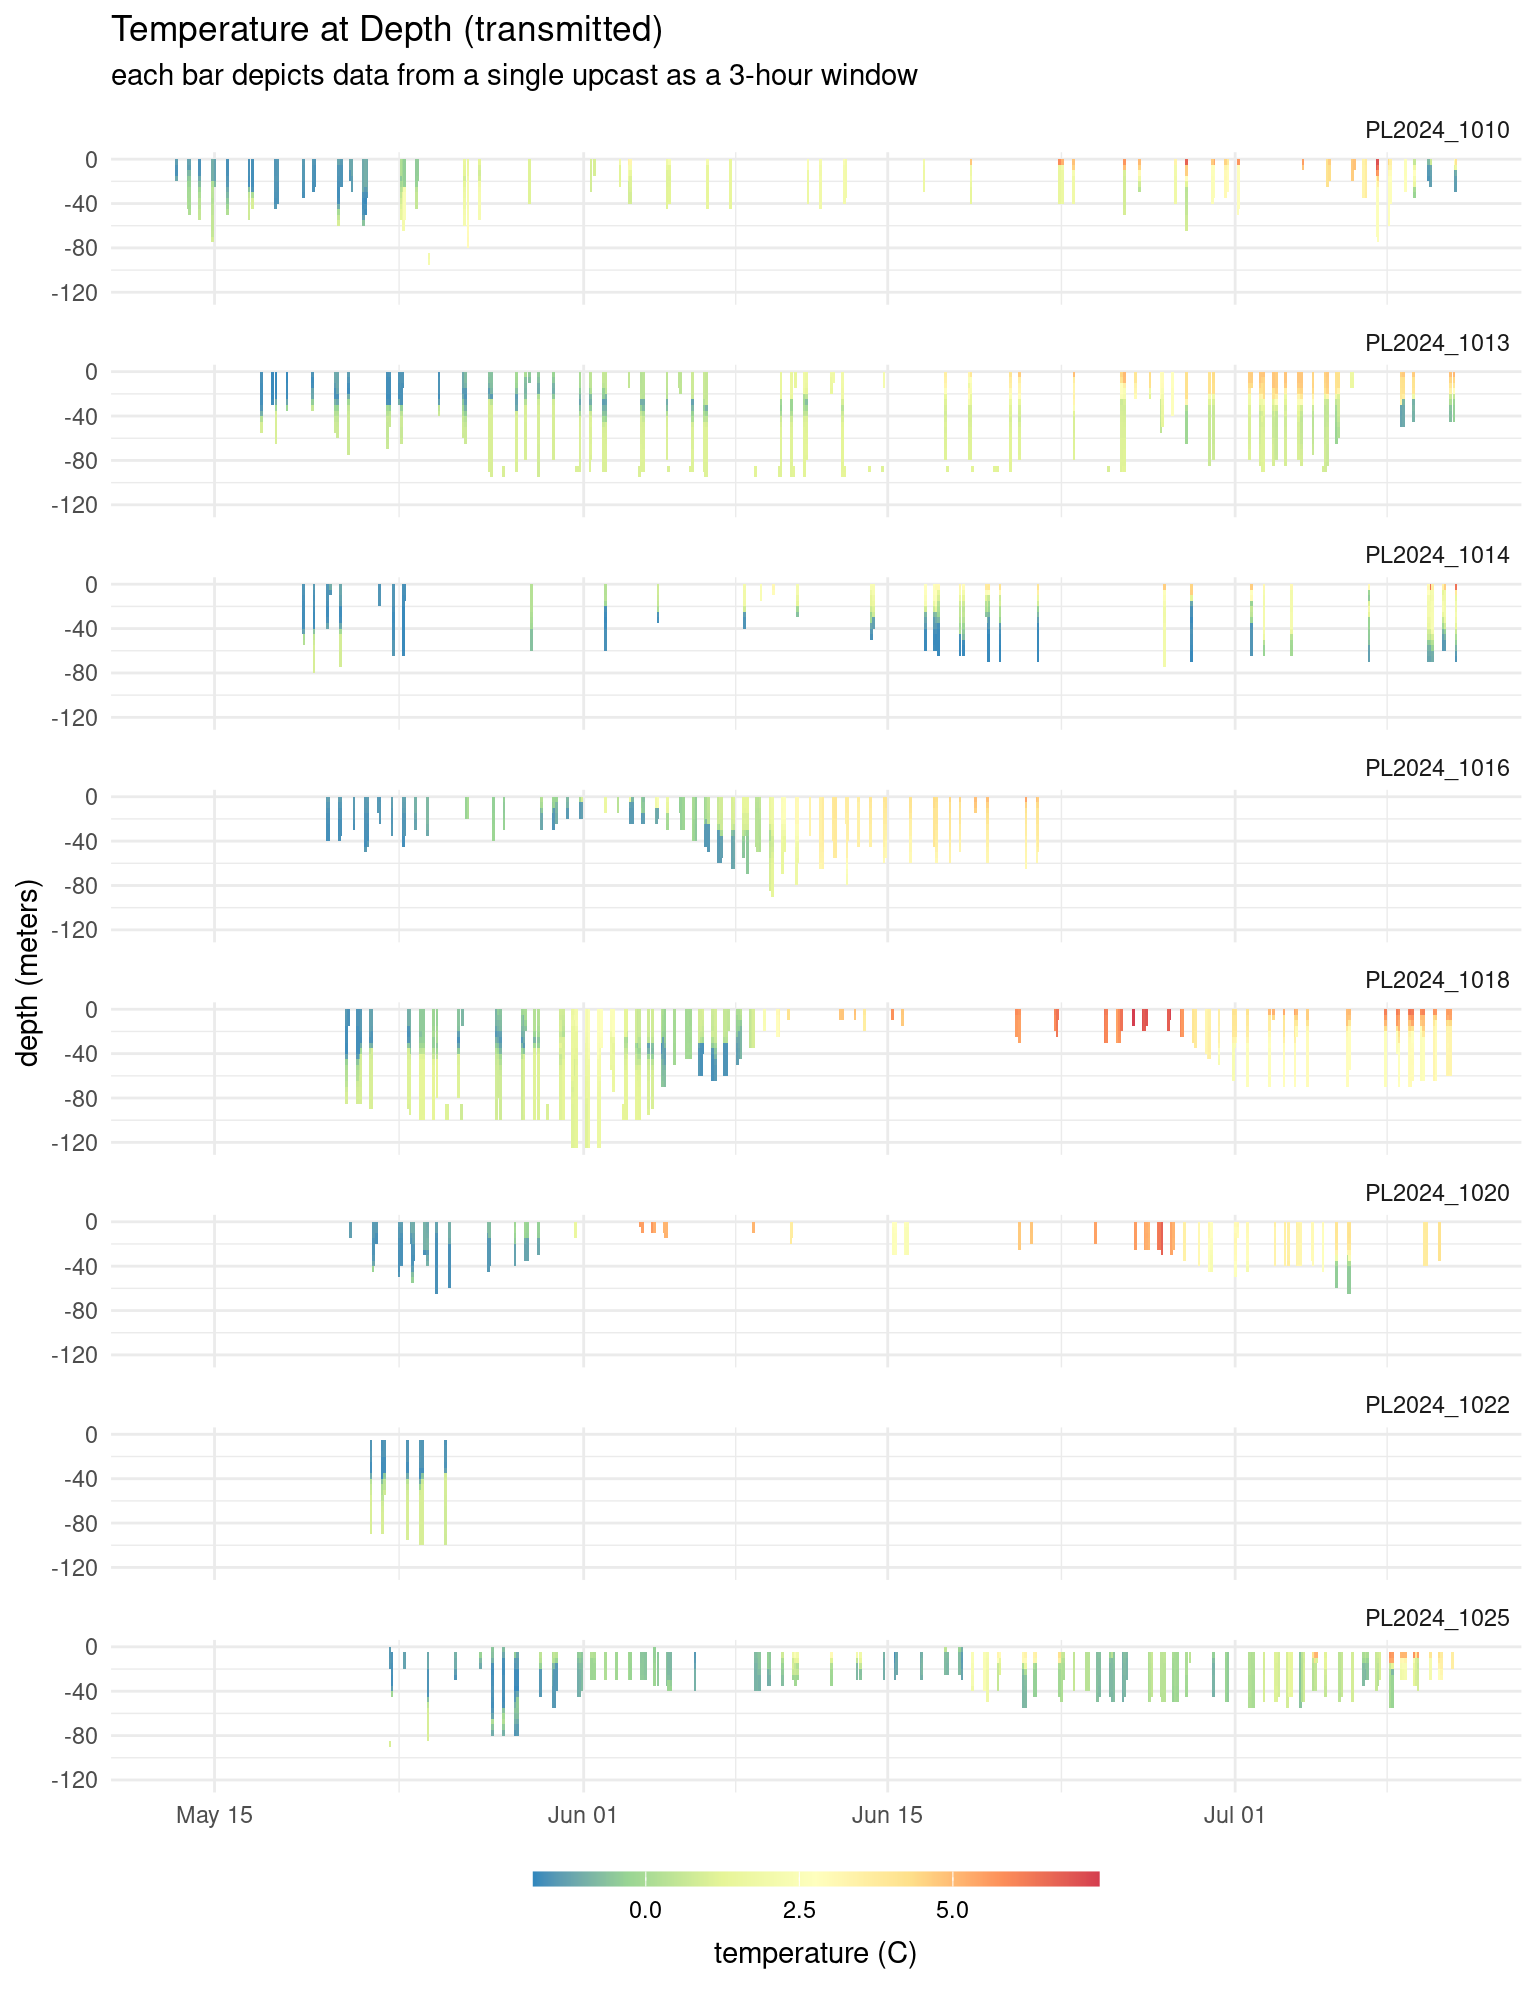 Temperature at Depth (transmitted)
each bar depicts data from a single upcast as a 3-hour window
PL2024_1010
0
-40
-80
-120
PL2024_1013
0
-40
-80
-120
PL2024_1014
0
-40
-80
-120
PL2024_1016
0
-40
-80
-120
depth (meters)
PL2024_1018
0
-40
-80
-120
PL2024_1020
0
-40
-80
-120
PL2024_1022
0
-40
-80
-120
PL2024_1025
0
-40
-80
-120
May 15 Jun 01 Jun 15 Jul 01
0.0 2.5 5.0
temperature (C)